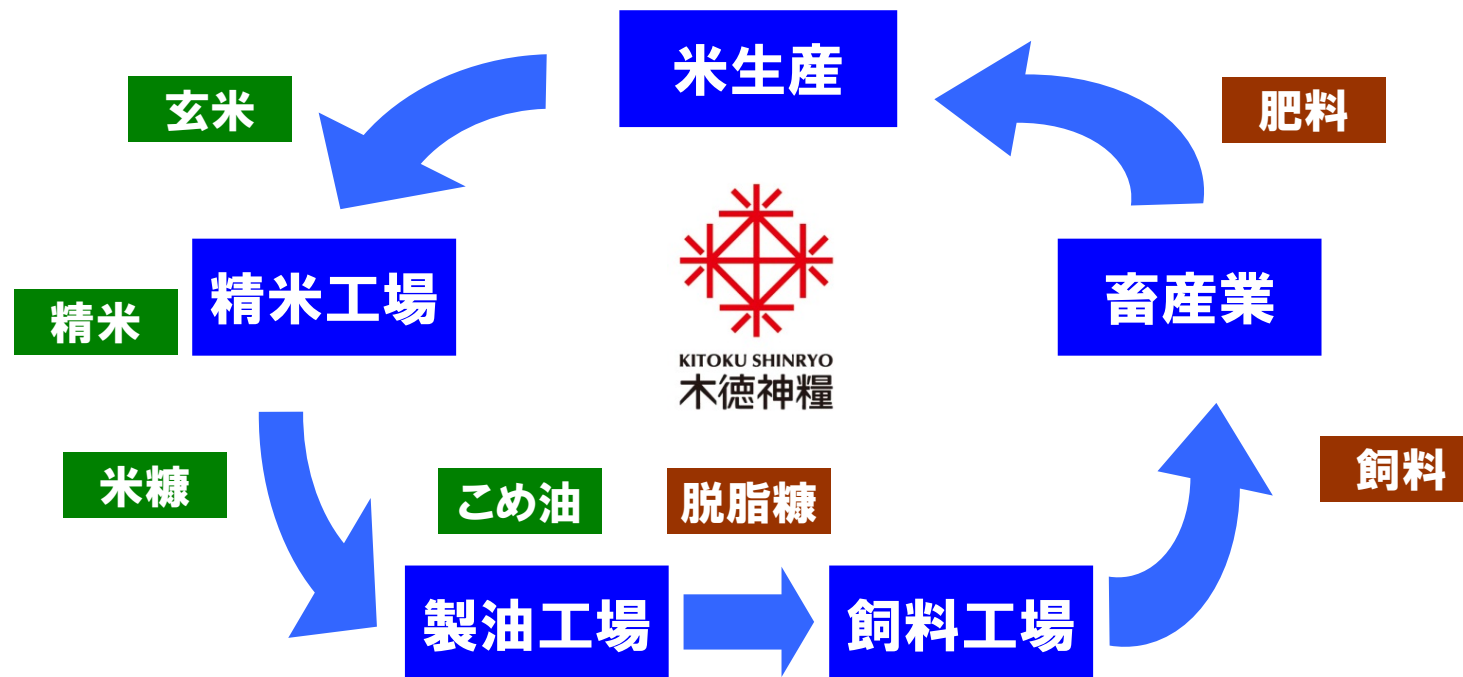 米生産
玄米
肥料
精米工場
畜産業
精米
KITOKU SHINRYO
木徳神糧
米糠
こめ油
脱脂糠
飼料
製油工場
飼料工場